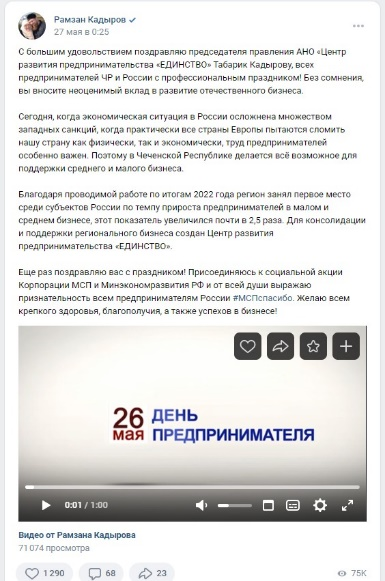 Рамзан Кадыров
27 мая в 0:25
С большим удовольствием поздравляю председателя правления АНО «Центр
развития предпринимательства «ЕДИНСТВО» Табарик Кадырову, всех
предпринимателей ЧР и России с профессиональным праздником! Без сомнения,
вы вносите неоценимый вклад в развитие отечественного бизнеса.
Сегодня, когда экономическая ситуация в России осложнена множеством
западных санкций, когда практически все страны Европы пытаются сломить
нашу страну как физически, так и экономически, труд предпринимателей
особенно важен. Поэтому в Чеченской Республике делается всё возможное для
поддержки среднего и малого бизнеса.
Благодаря проводимой работе по итогам 2022 года регион занял первое место
среди субъектов России по темпу прироста предпринимателей в малом и
среднем бизнесе, этот показатель увеличился почти в 2,5 раза. Для консолидации
и поддержки регионального бизнеса создан Центр развития
предпринимательства «ЕДИНСТВО».
Еще раз поздравляю вас с праздником! Присоединяюсь к социальной акции
Корпорации МСП и Минэкономразвития РФ и от всей души выражаю
признательность всем предпринимателям России #МСПспасибо. Желаю всем
крепкого здоровья, благополучия, а также успехов в бизнесе!
26 ДЕНЬ
мая ПРЕДПРИНИМАТЕЛЯ
0:01 / 1:00
Видео от Рамзана Кадырова
71 074 просмотра
1 290 68 23 75K